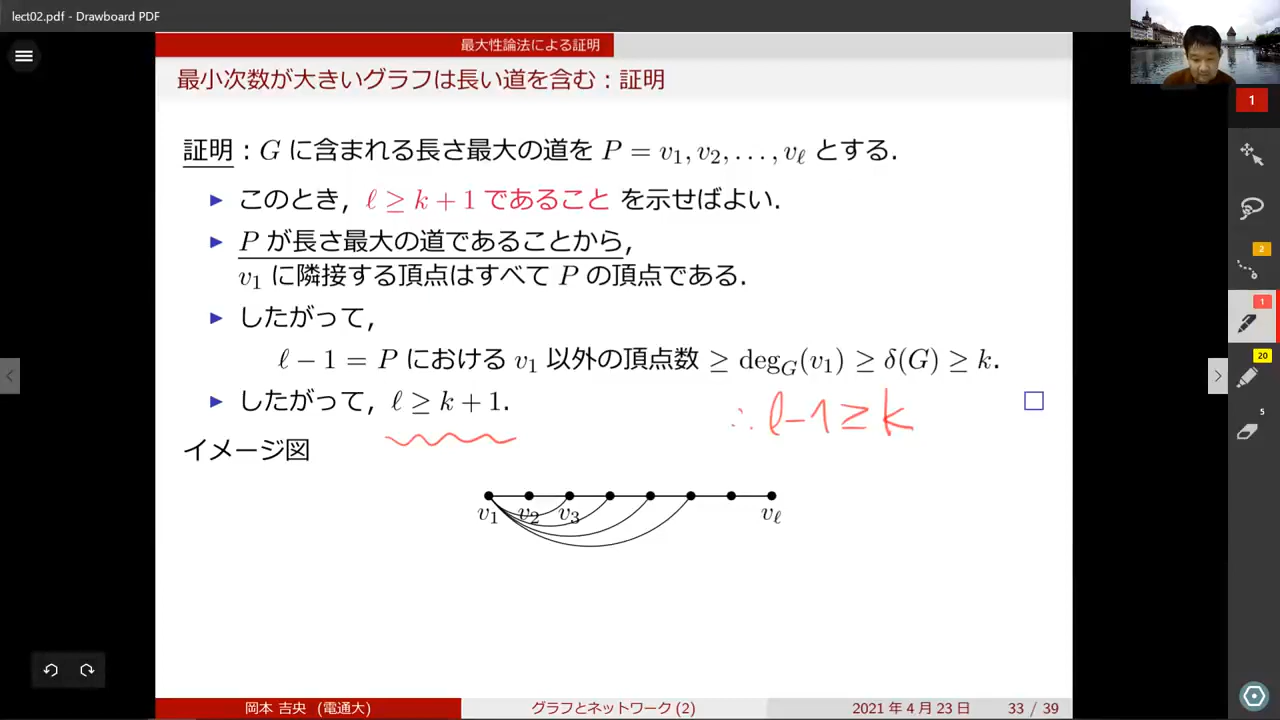 lect02.pdf - Drawboard PDF
最大性論法による証明
最小次数が大きいグラフは長い道を含む：証明
証明：G に含まれる長さ最大の道を P = v₁, v₂, . . . , vℓ とする．
▶ このとき，ℓ ≥ k + 1 であること を示せばよい．
▶ P が長さ最大の道であることから，
v₁ に隣接する頂点はすべて P の頂点である．
▶ したがって，
ℓ − 1 = P における v₁ 以外の頂点数 ≥ deg_G(v₁) ≥ δ(G) ≥ k.
▶ したがって，ℓ ≥ k + 1.
∴ ℓ−1 ≥ k
イメージ図
v₁ v₂ v₃ vℓ
岡本 吉央 (電通大) グラフとネットワーク (2) 2021 年 4 月 23 日 33 / 39
1
2
1
20
5